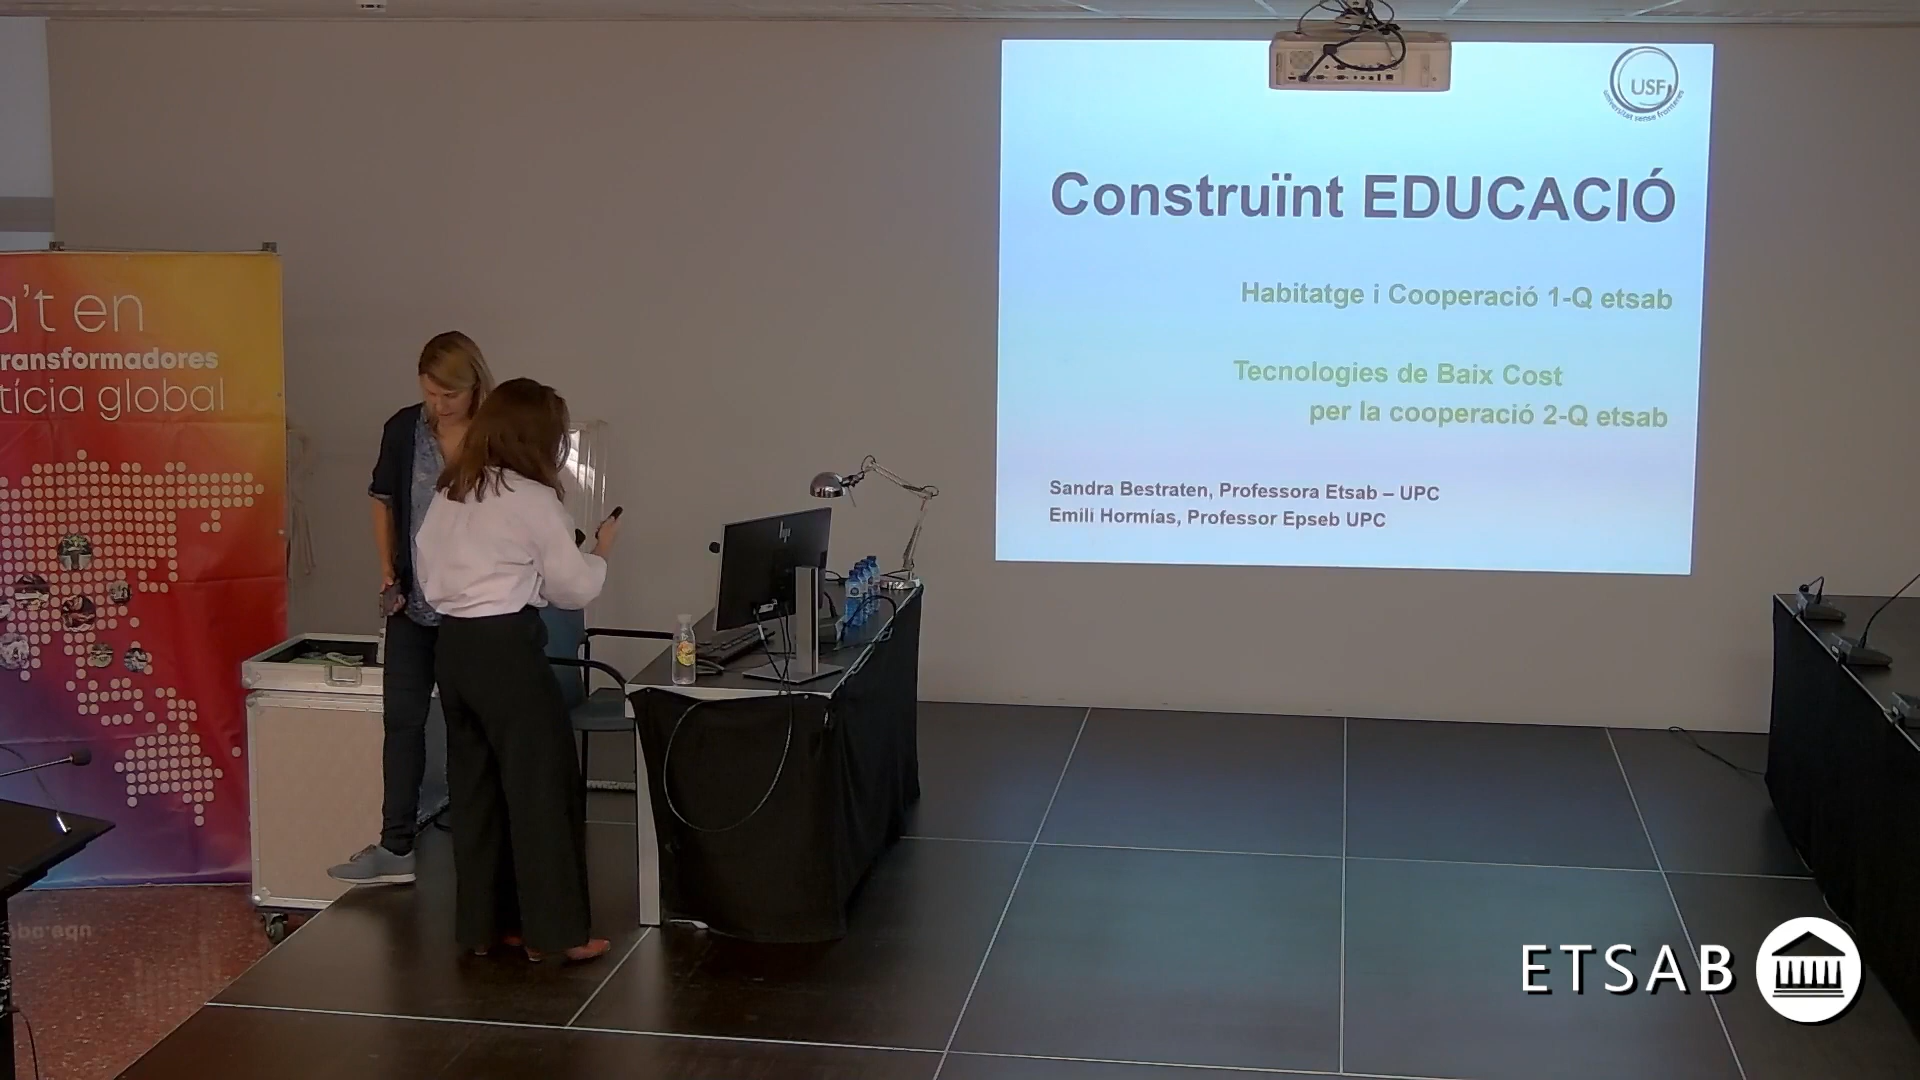 USF
universitat sense fronteres
Construïnt EDUCACIÓ
Habitatge i Cooperació 1-Q etsab
Tecnologies de Baix Cost
per la cooperació 2-Q etsab
Sandra Bestraten, Professora Etsab – UPC
Emili Hormías, Professor Epseb UPC
a't en
ransformadores
tícia global
hp
ETSAB